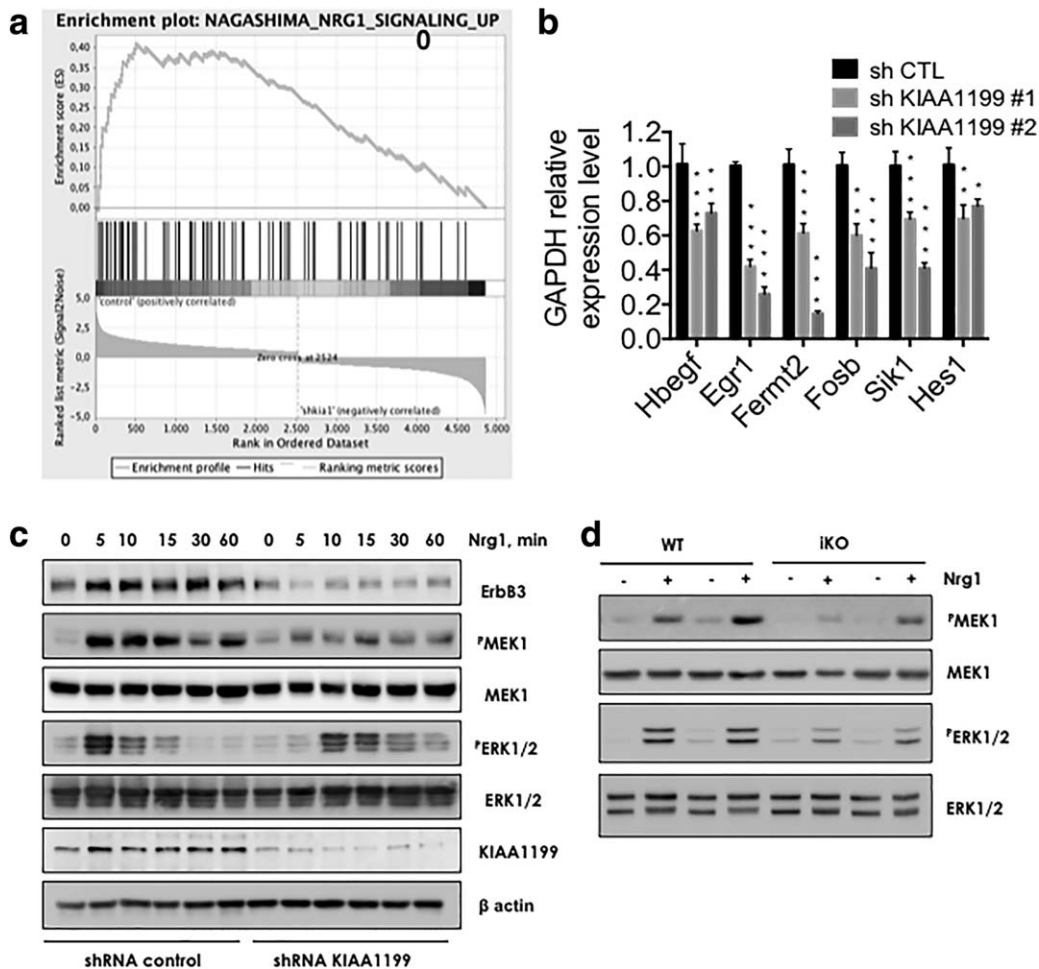 a
Enrichment plot: NAGASHIMA_NRG1_SIGNALING_UP
0
Enrichment score (ES)
0,40
0,35
0,30
0,25
0,20
0,15
0,10
0,05
0,00
Ranked list metric (Signal2Noise)
'control' (positively correlated)
5,0
2,5
0,0
-2,5
-5,0
Zero cross at 2524
'shkia1' (negatively correlated)
0 500 1.000 1.500 2.000 2.500 3.000 3.500 4.000 4.500 5.000
Rank in Ordered Dataset
Enrichment profile Hits Ranking metric scores
b
sh CTL
sh KIAA1199 #1
sh KIAA1199 #2
GAPDH relative
expression level
1.2
1.0
0.8
0.6
0.4
0.2
0.0
Hbegf Egr1 Fermt2 Fosb Sik1 Hes1
c
0 5 10 15 30 60 0 5 10 15 30 60 Nrg1, min
ErbB3
PMEK1
MEK1
PERK1/2
ERK1/2
KIAA1199
β actin
shRNA control shRNA KIAA1199
d
WT iKO
- + - + - + - + Nrg1
PMEK1
MEK1
PERK1/2
ERK1/2